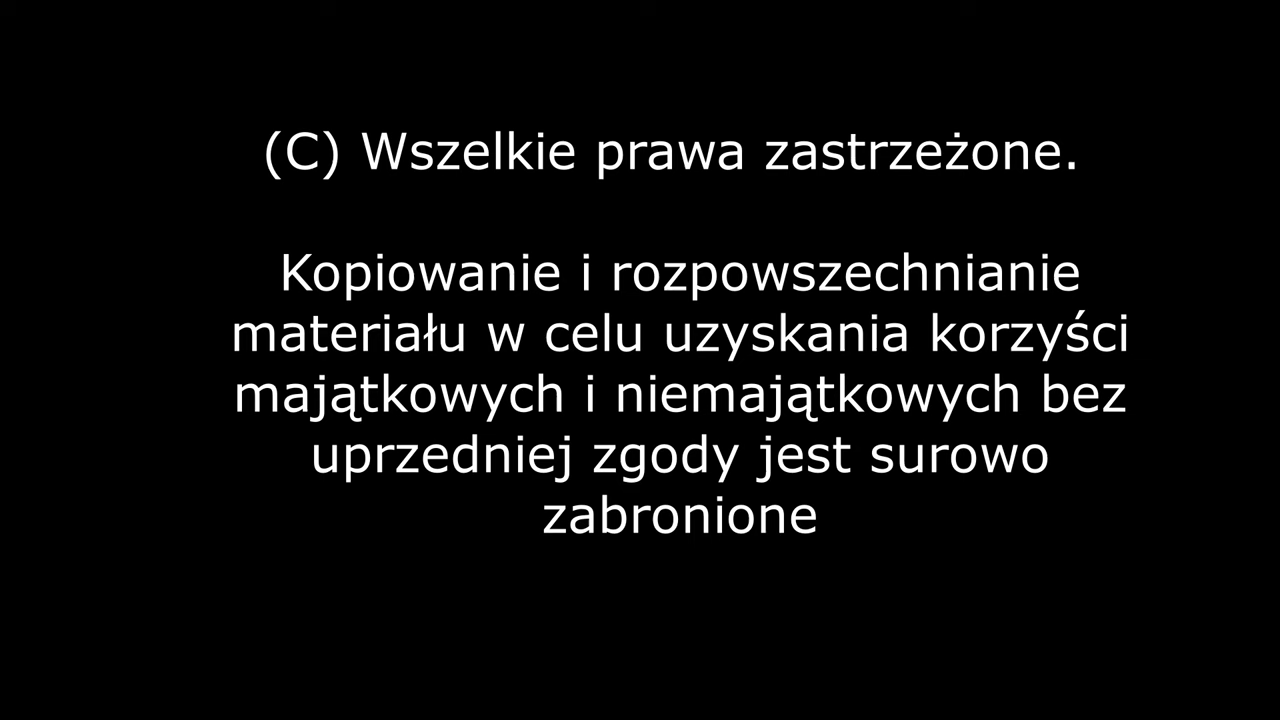 (C) Wszelkie prawa zastrzeżone.
Kopiowanie i rozpowszechnianie
materiału w celu uzyskania korzyści
majątkowych i niemajątkowych bez
uprzedniej zgody jest surowo
zabronione